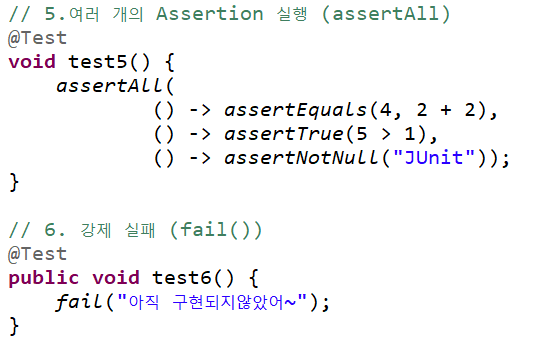 // 5.여러 개의 Assertion 실행 (assertAll)
@Test
void test5() {
    assertAll(
            () -> assertEquals(4, 2 + 2),
            () -> assertTrue(5 > 1),
            () -> assertNotNull("JUnit"));
}

// 6. 강제 실패 (fail())
@Test
public void test6() {
    fail("아직 구현되지않았어~");
}